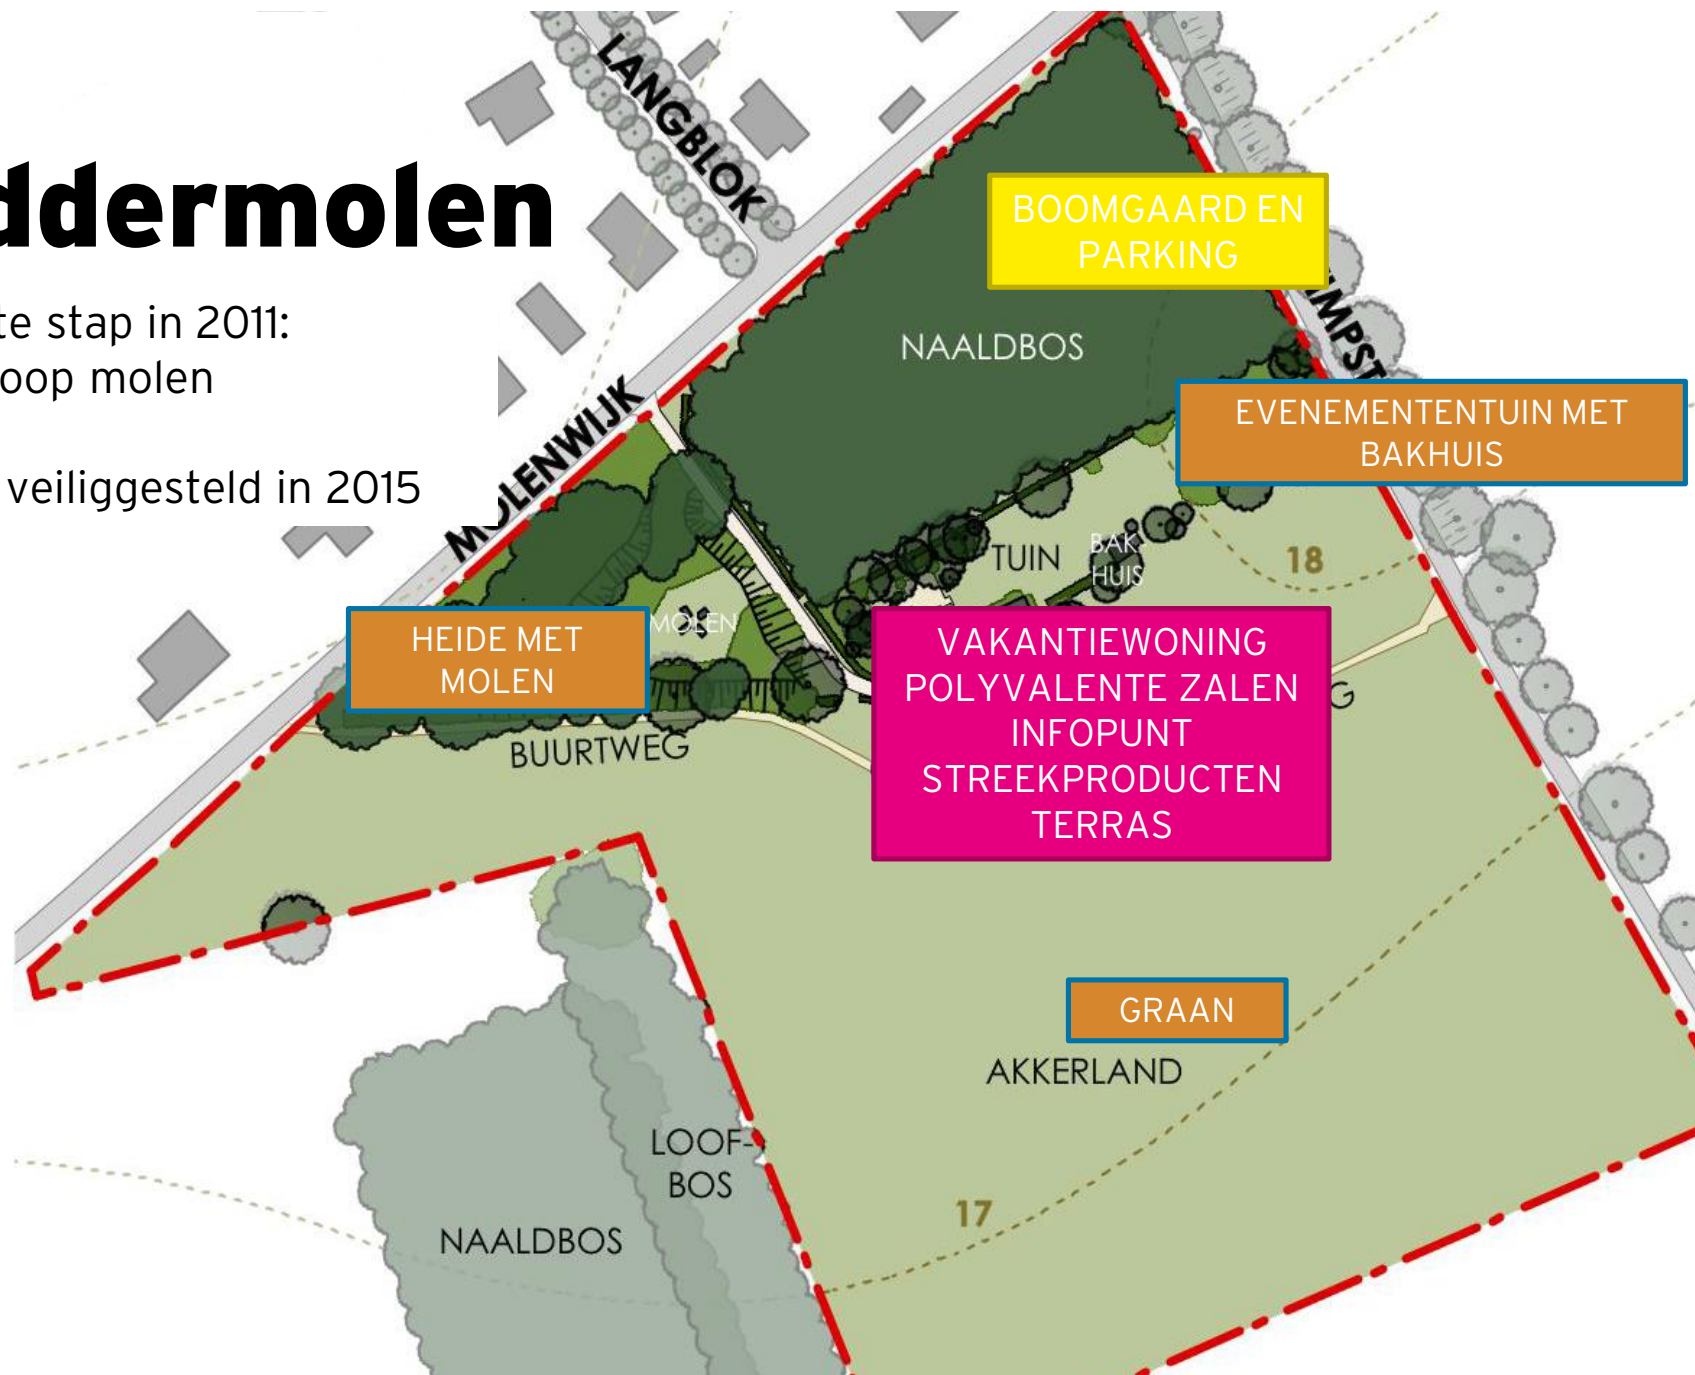 ddermolen
te stap in 2011:
oop molen
veiliggesteld in 2015
LANGBLOK
MOLENWIJK
BOOMGAARD EN
PARKING
NAALDBOS
IMPST
EVENEMENTENTUIN MET
BAKHUIS
TUIN
BAK
HUIS
18
HEIDE MET
MOLEN
MOLEN
BUURTWEG
VAKANTIEWONING
POLYVALENTE ZALEN
INFOPUNT
STREEKPRODUCTEN
TERRAS
G
GRAAN
AKKERLAND
LOOF-
BOS
NAALDBOS
17